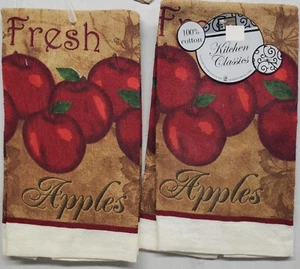 Fresh
Apples
100%
cotton
Kitchen
Classics
Apples